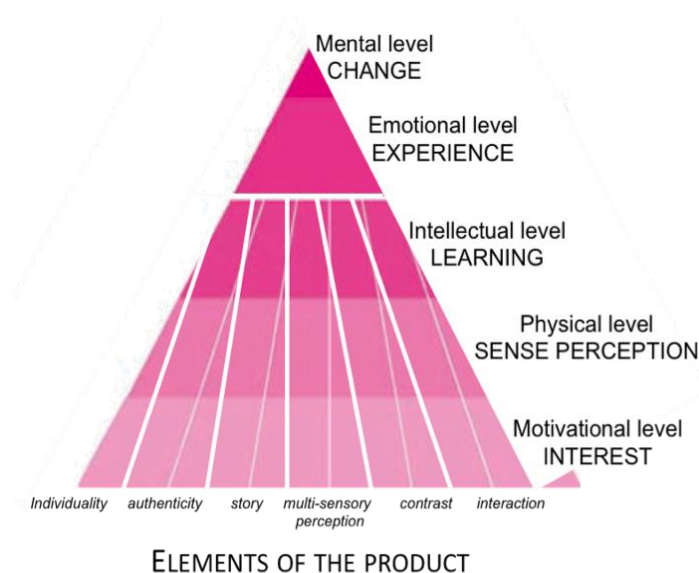 Mental level
CHANGE
Emotional level
EXPERIENCE
Intellectual level
LEARNING
Physical level
SENSE PERCEPTION
Motivational level
INTEREST
Individuality authenticity story multi-sensory contrast interaction
perception
ELEMENTS OF THE PRODUCT